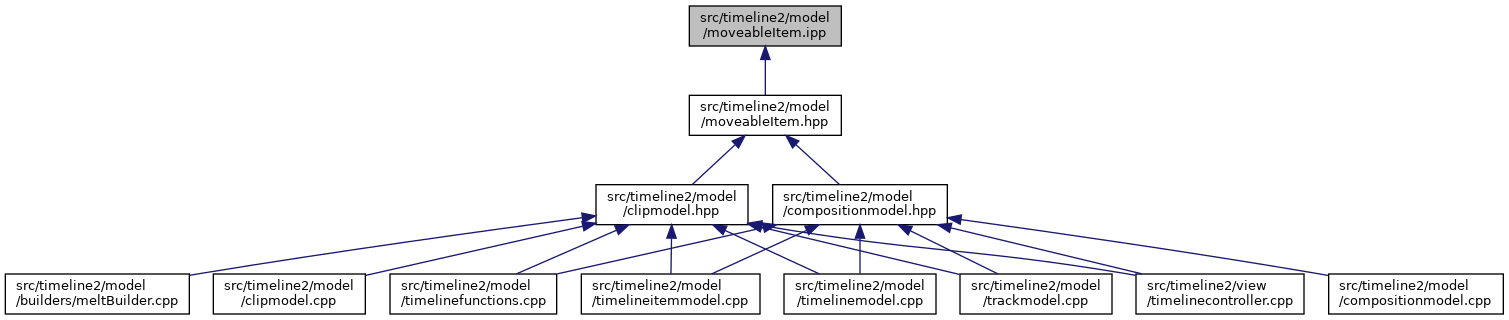 src/timeline2/model
/moveableItem.ipp
src/timeline2/model
/moveableItem.hpp
src/timeline2/model
/clipmodel.hpp
src/timeline2/model
/compositionmodel.hpp
src/timeline2/model
/builders/meltBuilder.cpp
src/timeline2/model
/clipmodel.cpp
src/timeline2/model
/timelinefunctions.cpp
src/timeline2/model
/timelineitemmodel.cpp
src/timeline2/model
/timelinemodel.cpp
src/timeline2/model
/trackmodel.cpp
src/timeline2/view
/timelinecontroller.cpp
src/timeline2/model
/compositionmodel.cpp